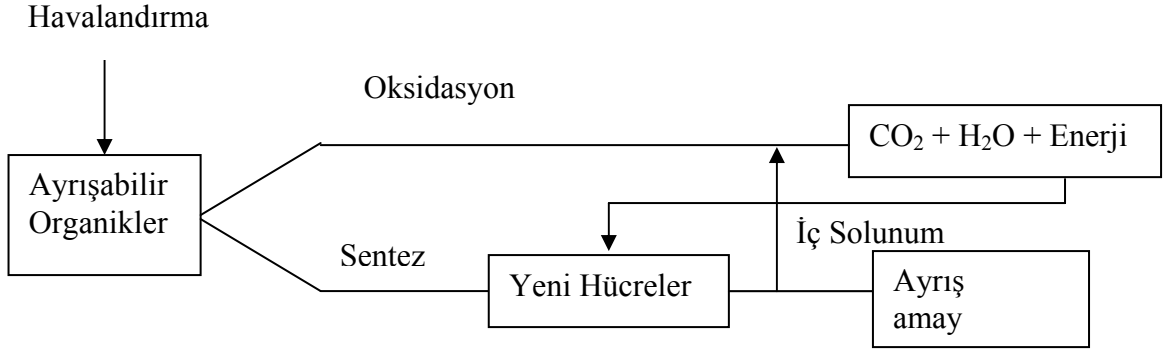 Havalandırma
Oksidasyon
CO₂ + H₂O + Enerji
Ayrışabilir
Organikler
İç Solunum
Sentez
Yeni Hücreler
Ayrış
amay